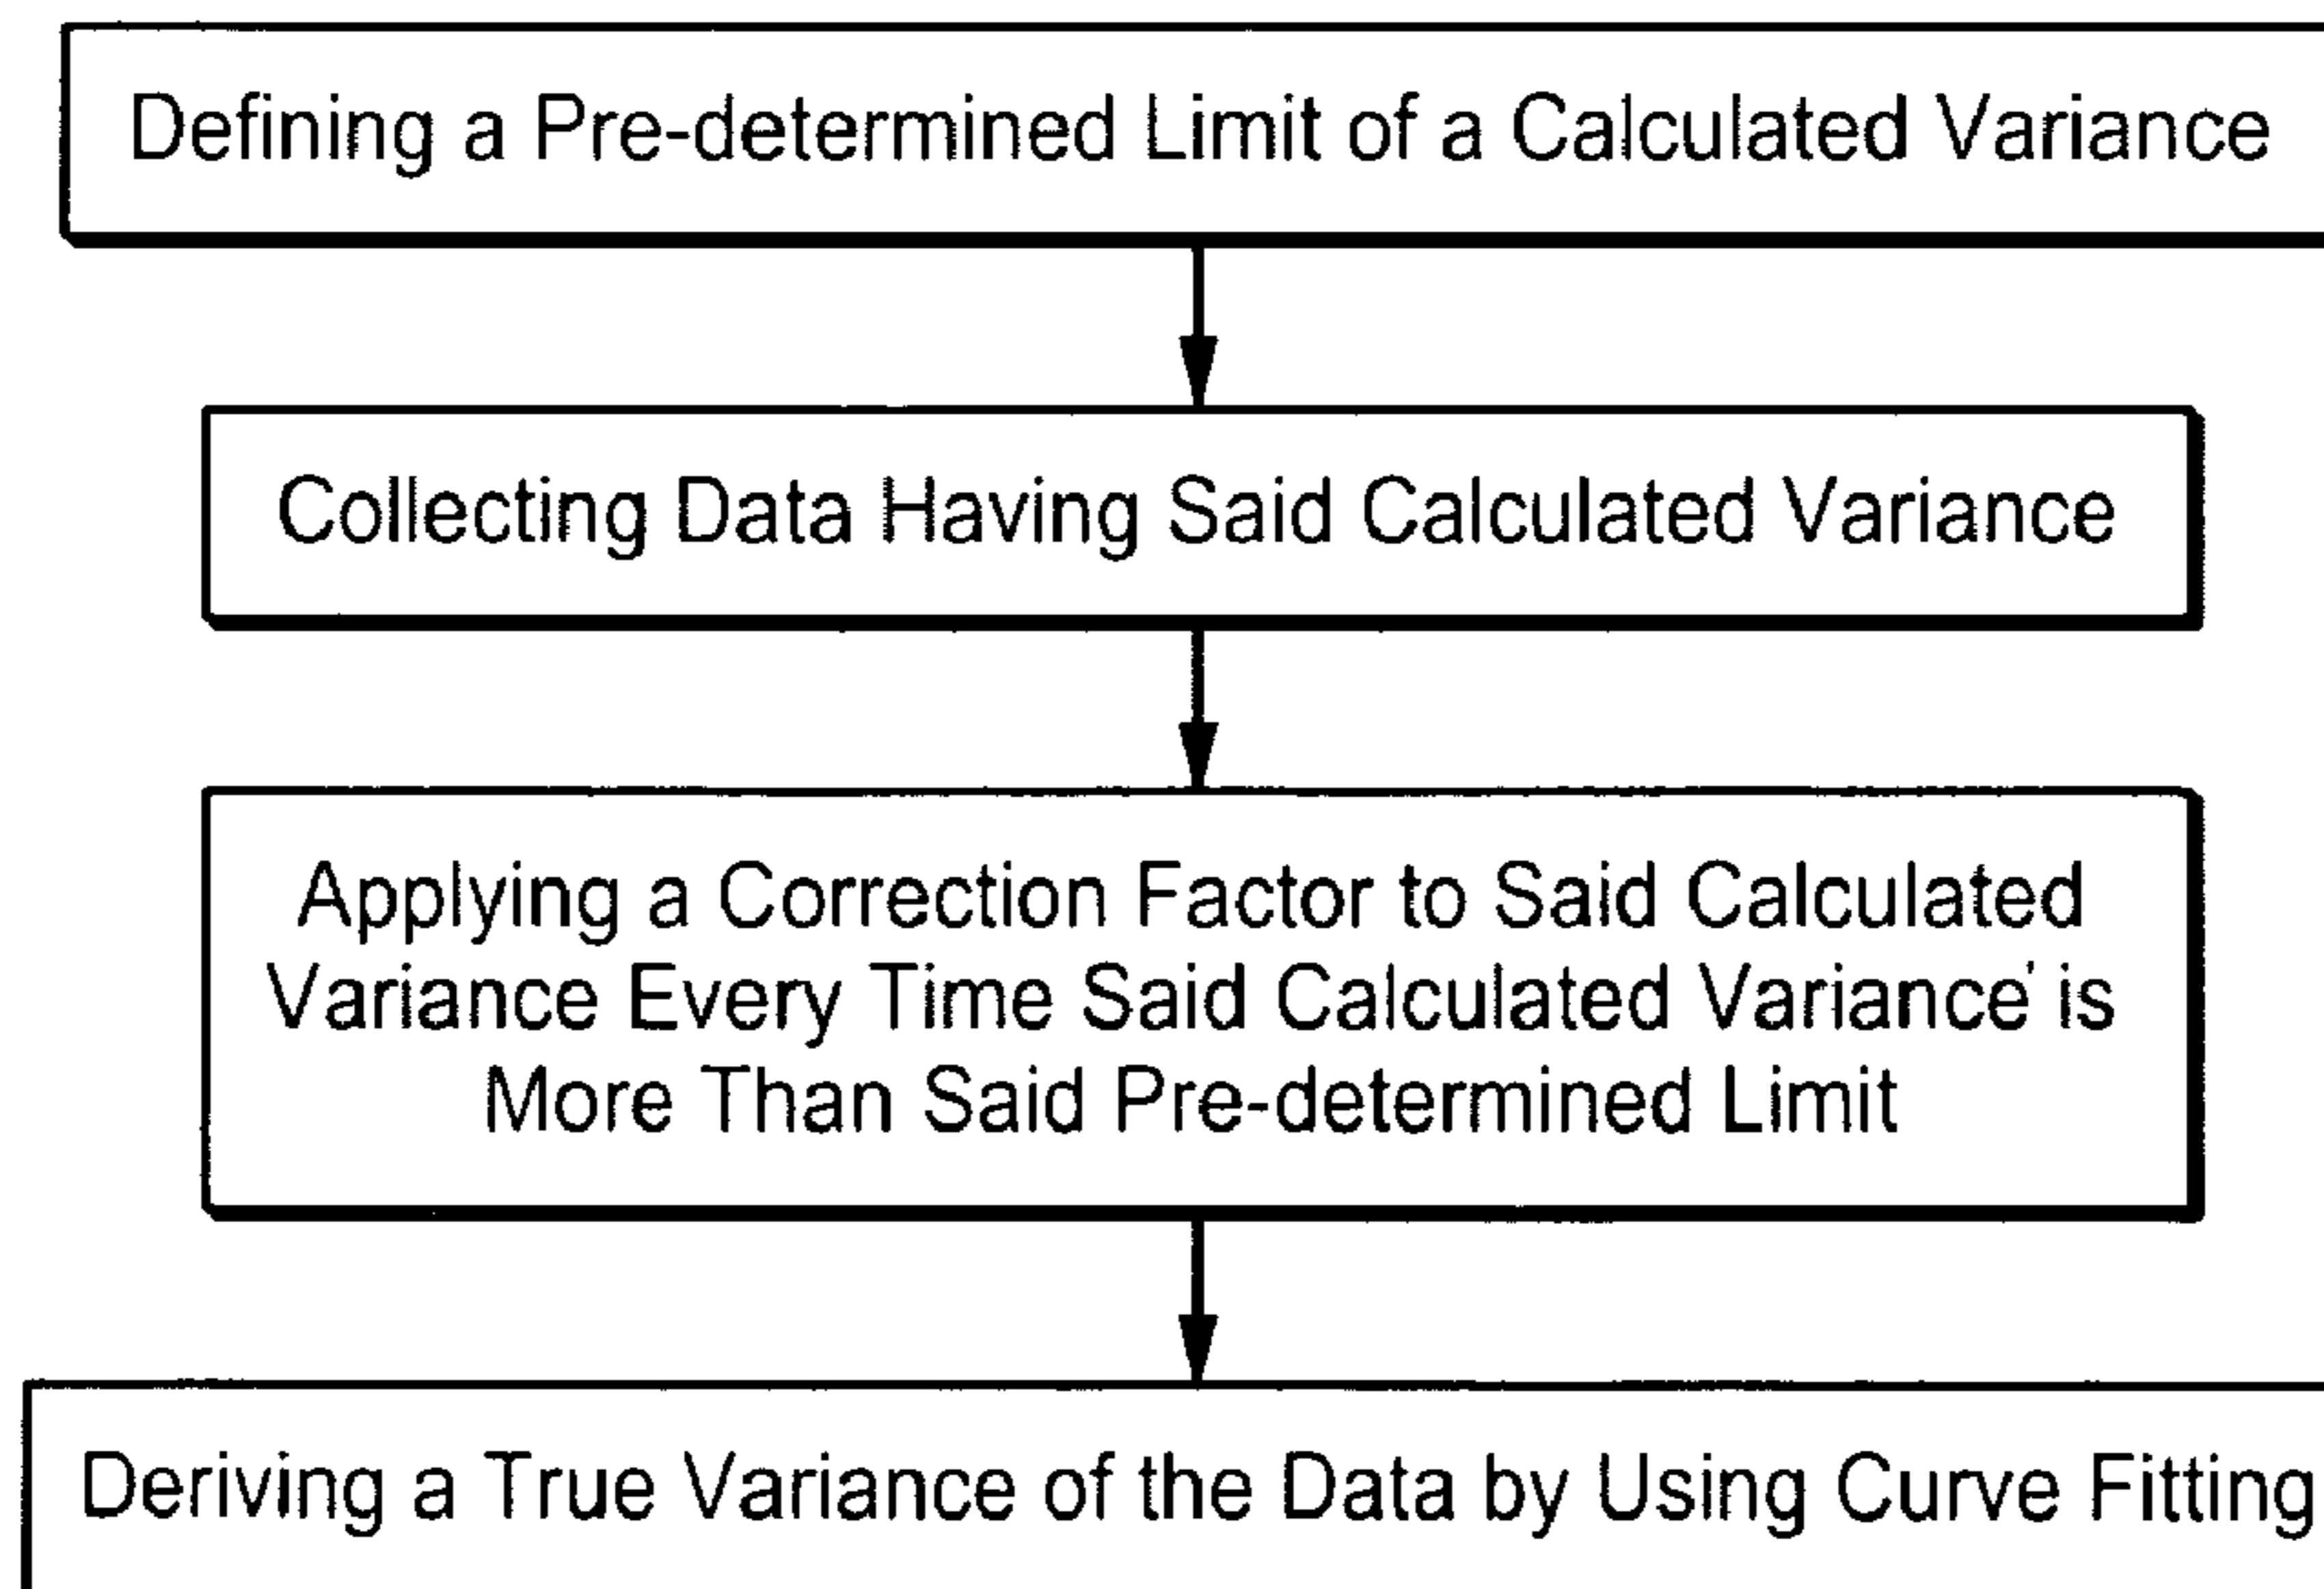 Defining a Pre-determined Limit of a Calculated Variance
Collecting Data Having Said Calculated Variance
Applying a Correction Factor to Said Calculated
Variance Every Time Said Calculated Variance is
More Than Said Pre-determined Limit
Deriving a True Variance of the Data by Using Curve Fitting